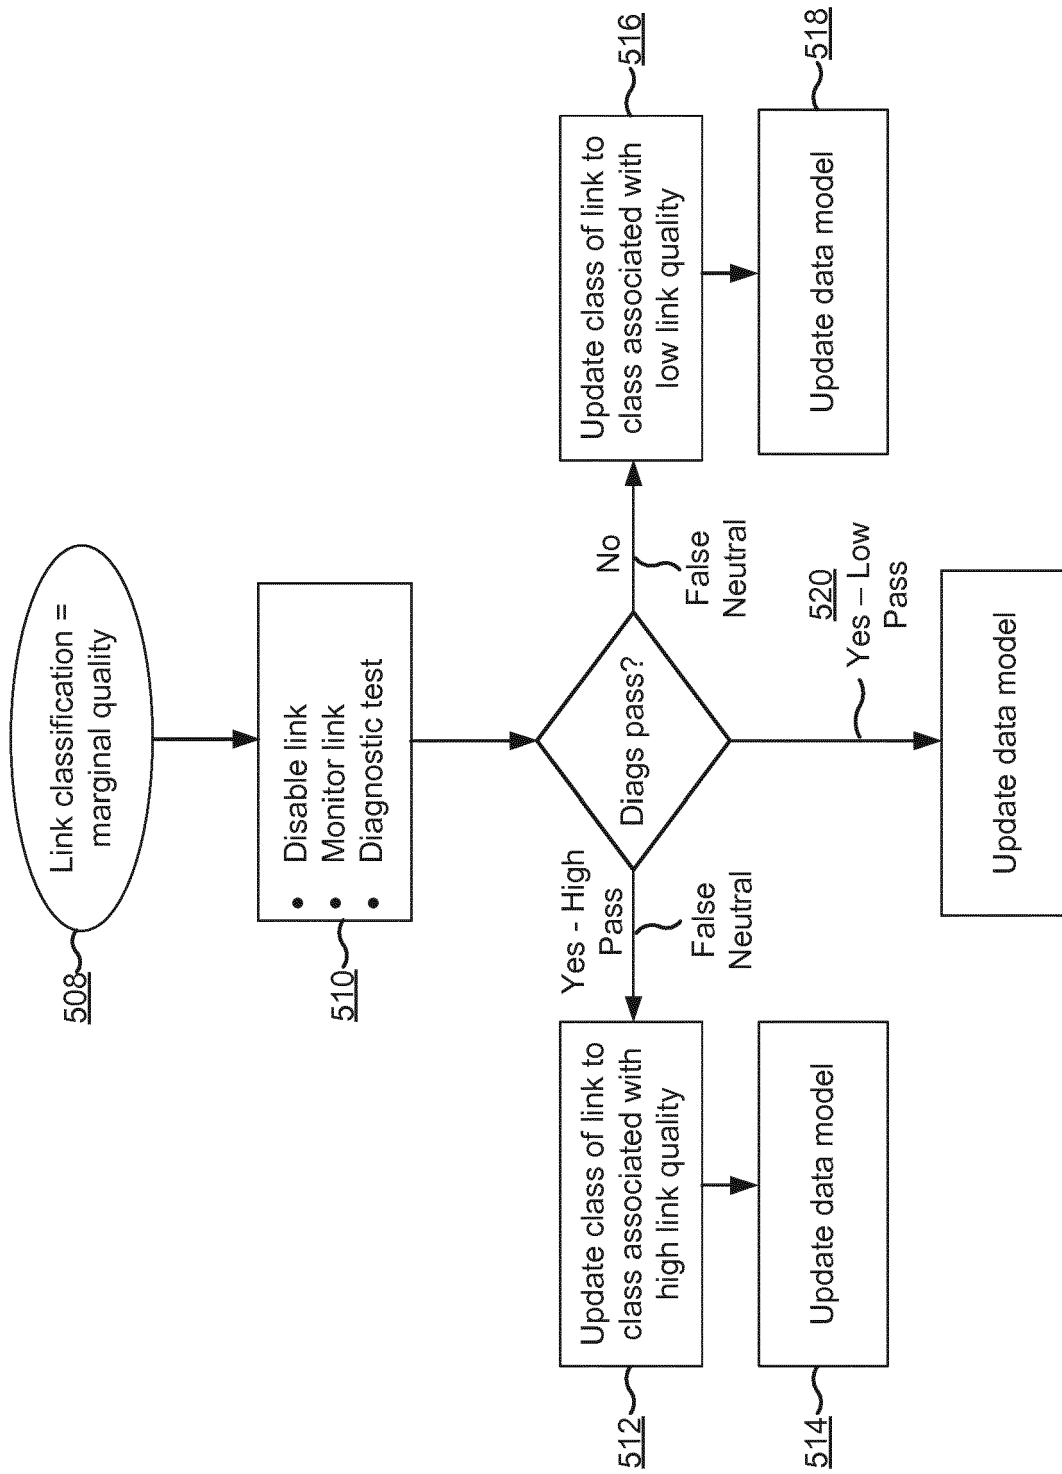 508
Link classification =
marginal quality
510
• Disable link
• Monitor link
• Diagnostic test
Diags pass?
Yes - High
Pass
False
Neutral
No
False
Neutral
512
Update class of link to
class associated with
high link quality
514
Update data model
516
Update class of link to
class associated with
low link quality
518
Update data model
520
Yes – Low
Pass
Update data model